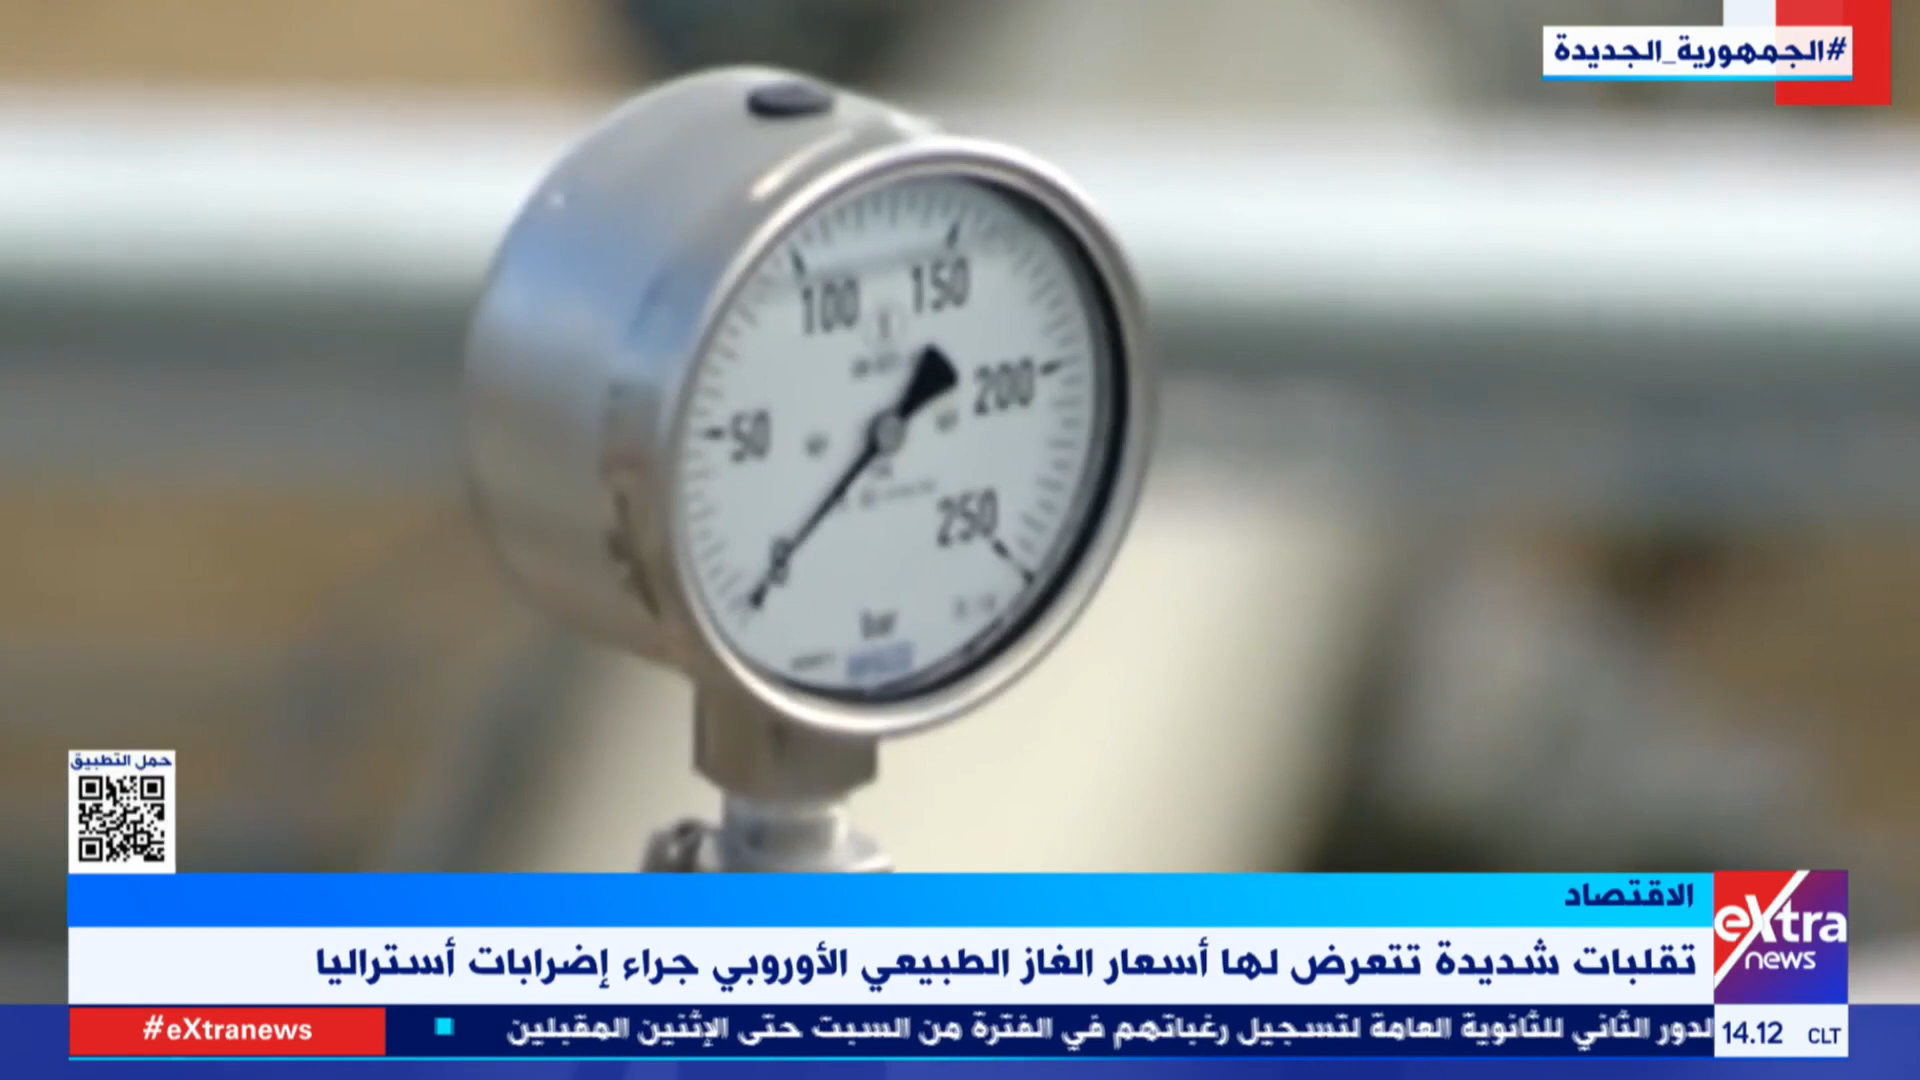 #الجمهورية_الجديدة
100
150
50
200
0
250
bar
حمل التطبيق
الاقتصاد
تقلبات شديدة تتعرض لها أسعار الغاز الطبيعي الأوروبي جراء إضرابات أستراليا
eXtra
news
#eXtranews
لدور الثاني للثانوية العامة لتسجيل رغباتهم في الفترة من السبت حتى الإثنين المقبلين
14.12 CLT